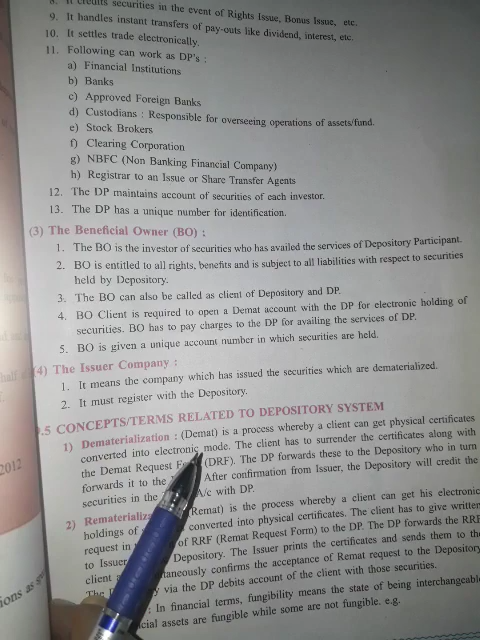 8. It credits securities in the event of Rights Issue, Bonus Issue, etc.
9. It handles instant transfers of pay-outs like dividend, interest, etc.
10. It settles trade electronically.
11. Following can work as DP's :
a) Financial Institutions
b) Banks
c) Approved Foreign Banks
d) Custodians : Responsible for overseeing operations of assets/fund.
e) Stock Brokers
f) Clearing Corporation
g) NBFC (Non Banking Financial Company)
h) Registrar to an Issue or Share Transfer Agents
12. The DP maintains account of securities of each investor.
13. The DP has a unique number for identification.
(3) The Beneficial Owner (BO) :
1. The BO is the investor of securities who has availed the services of Depository Participant.
2. BO is entitled to all rights, benefits and is subject to all liabilities with respect to securities
held by Depository.
3. The BO can also be called as client of Depository and DP.
4. BO Client is required to open a Demat account with the DP for electronic holding of
securities. BO has to pay charges to the DP for availing the services of DP.
5. BO is given a unique account number in which securities are held.
(4) The Issuer Company :
1. It means the company which has issued the securities which are dematerialized.
2. It must register with the Depository.
.5 CONCEPTS/TERMS RELATED TO DEPOSITORY SYSTEM
1) Dematerialization : (Demat) is a process whereby a client can get physical certificates
converted into electronic mode. The client has to surrender the certificates along with
the Demat Request (DRF). The DP forwards these to the Depository who in turn
forwards it to the After confirmation from Issuer, the Depository will credit the
securities in the A/c with DP.
2) (Remat) is the process whereby a client can get his electronic
holdings of converted into physical certificates. The client has to give written
request in of RRF (Remat Request Form) to the DP. The DP forwards the RRF
to Issuer Depository. The Issuer prints the certificates and sends them to the
client confirms the acceptance of Remat request to the Depository
The via the DP debits account of the client with those securities.
: In financial terms, fungibility means the state of being interchangeable
assets are fungible while some are not fungible. e.g.
2012